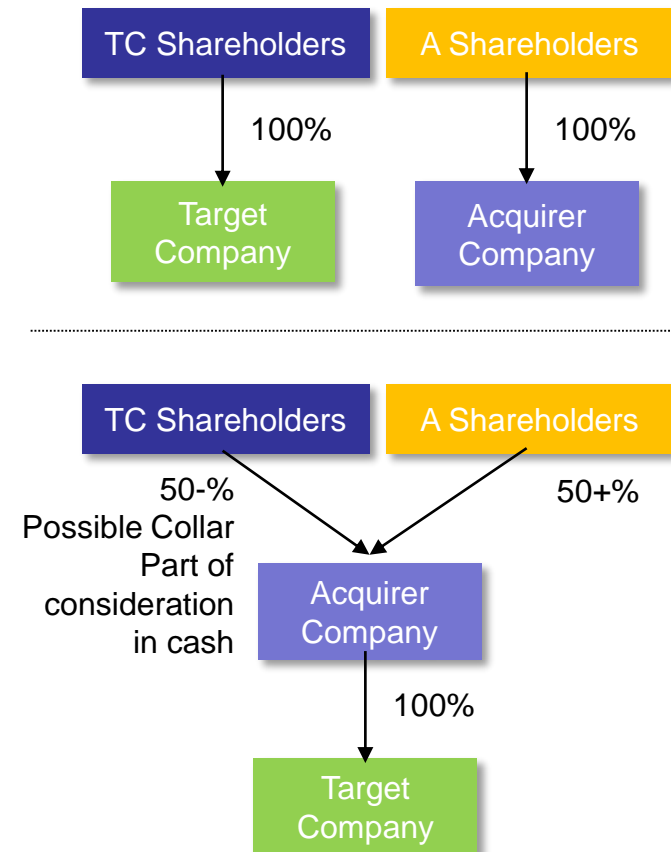 TC Shareholders
A Shareholders
100%
100%
Target
Company
Acquirer
Company
TC Shareholders
A Shareholders
50-%
Possible Collar
Part of
consideration
in cash
50+%
Acquirer
Company
100%
Target
Company